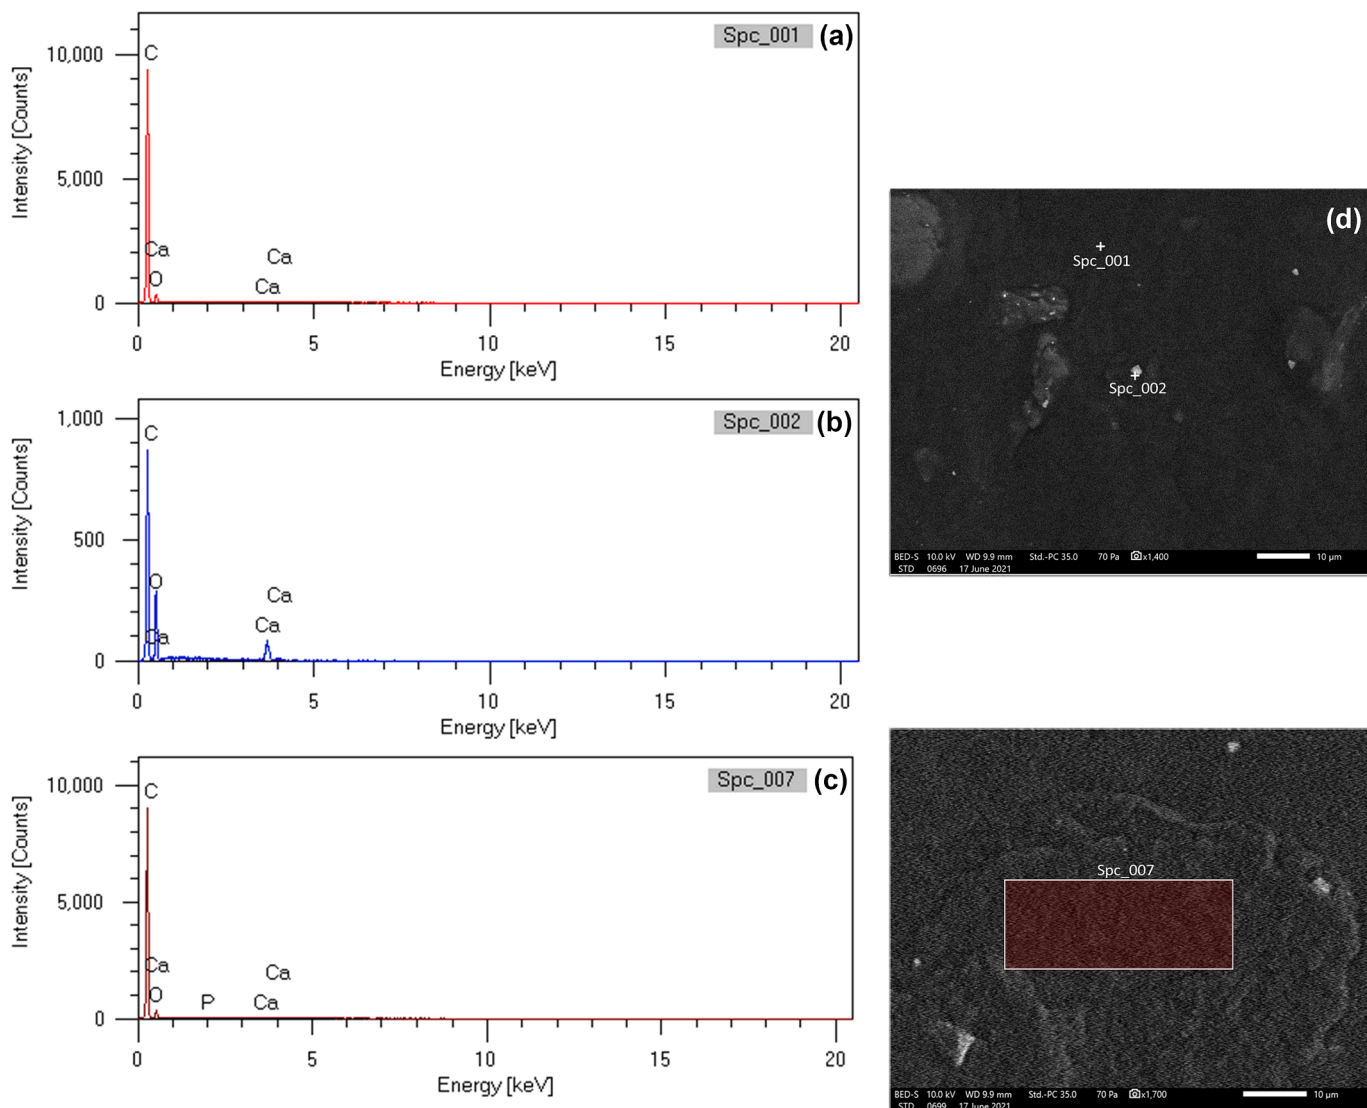 Spc_001 (a)
10,000
C
5,000
Ca
Ca
O
Ca
0
0 5 10 15 20
Intensity [Counts]
Energy [keV]
Spc_002 (b)
1,000
C
500
O
Ca
Ca
Ca
0
0 5 10 15 20
Intensity [Counts]
Energy [keV]
Spc_007 (c)
10,000
C
5,000
Ca
Ca
O
P
Ca
0
0 5 10 15 20
Intensity [Counts]
Energy [keV]
(d)
Spc_001
Spc_002
BED-S 10.0 kV WD 9.9 mm Std.-PC 35.0 70 Pa x1,400 10 µm
STD 0696 17 June 2021
Spc_007
BED-S 10.0 kV WD 9.9 mm Std.-PC 35.0 70 Pa x1,700 10 µm
STD 0699 17 June 2021